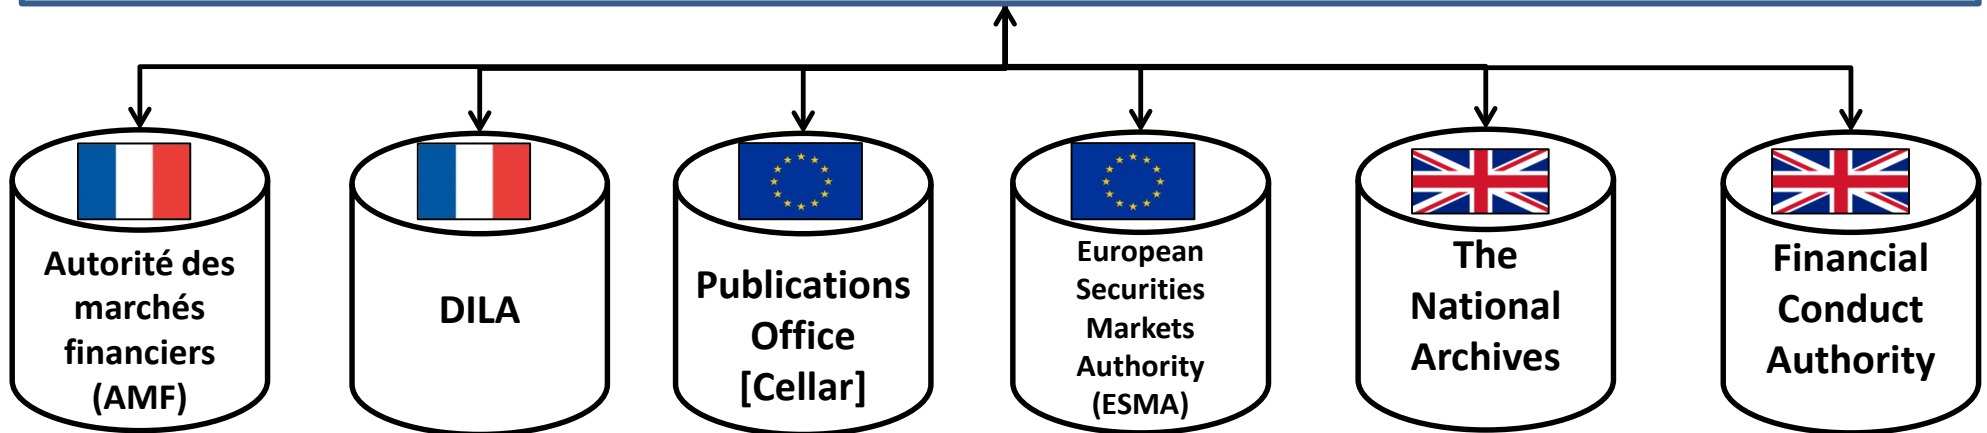 Autorité des
marchés
financiers
(AMF)
DILA
Publications
Office
[Cellar]
European
Securities
Markets
Authority
(ESMA)
The
National
Archives
Financial
Conduct
Authority